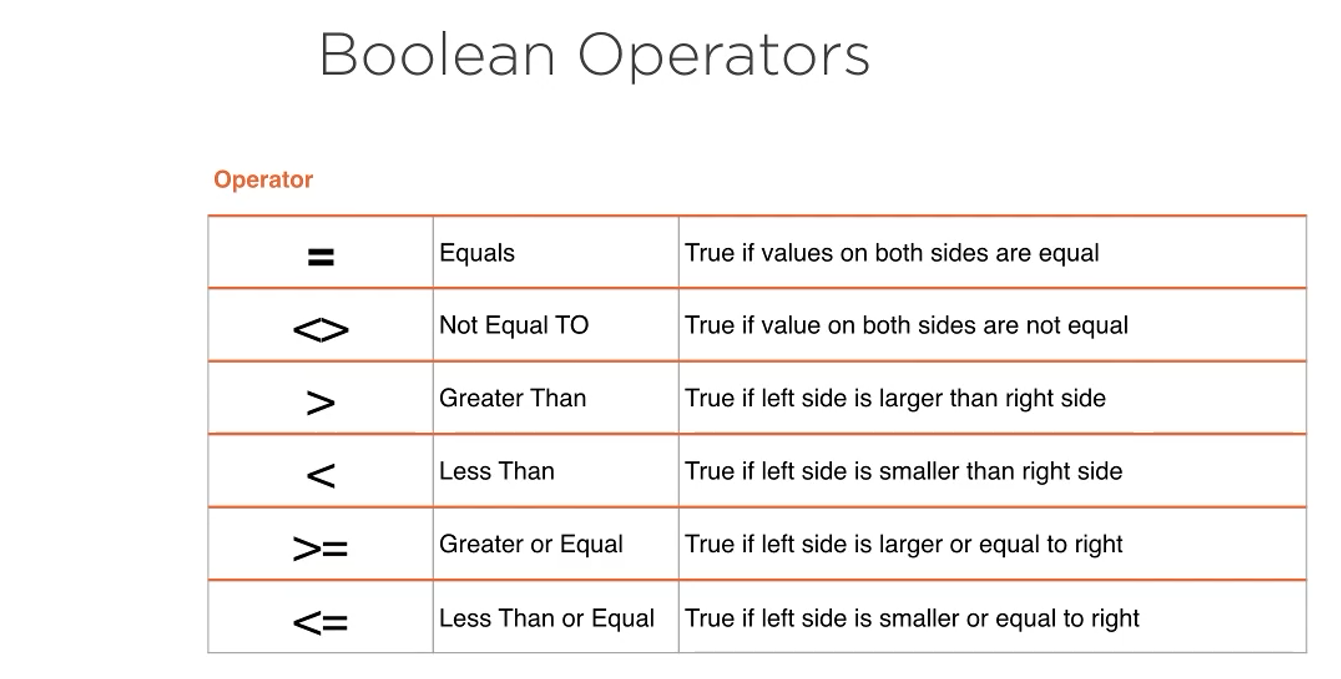 Boolean Operators
Operator
= Equals True if values on both sides are equal
<> Not Equal TO True if value on both sides are not equal
> Greater Than True if left side is larger than right side
< Less Than True if left side is smaller than right side
>= Greater or Equal True if left side is larger or equal to right
<= Less Than or Equal True if left side is smaller or equal to right